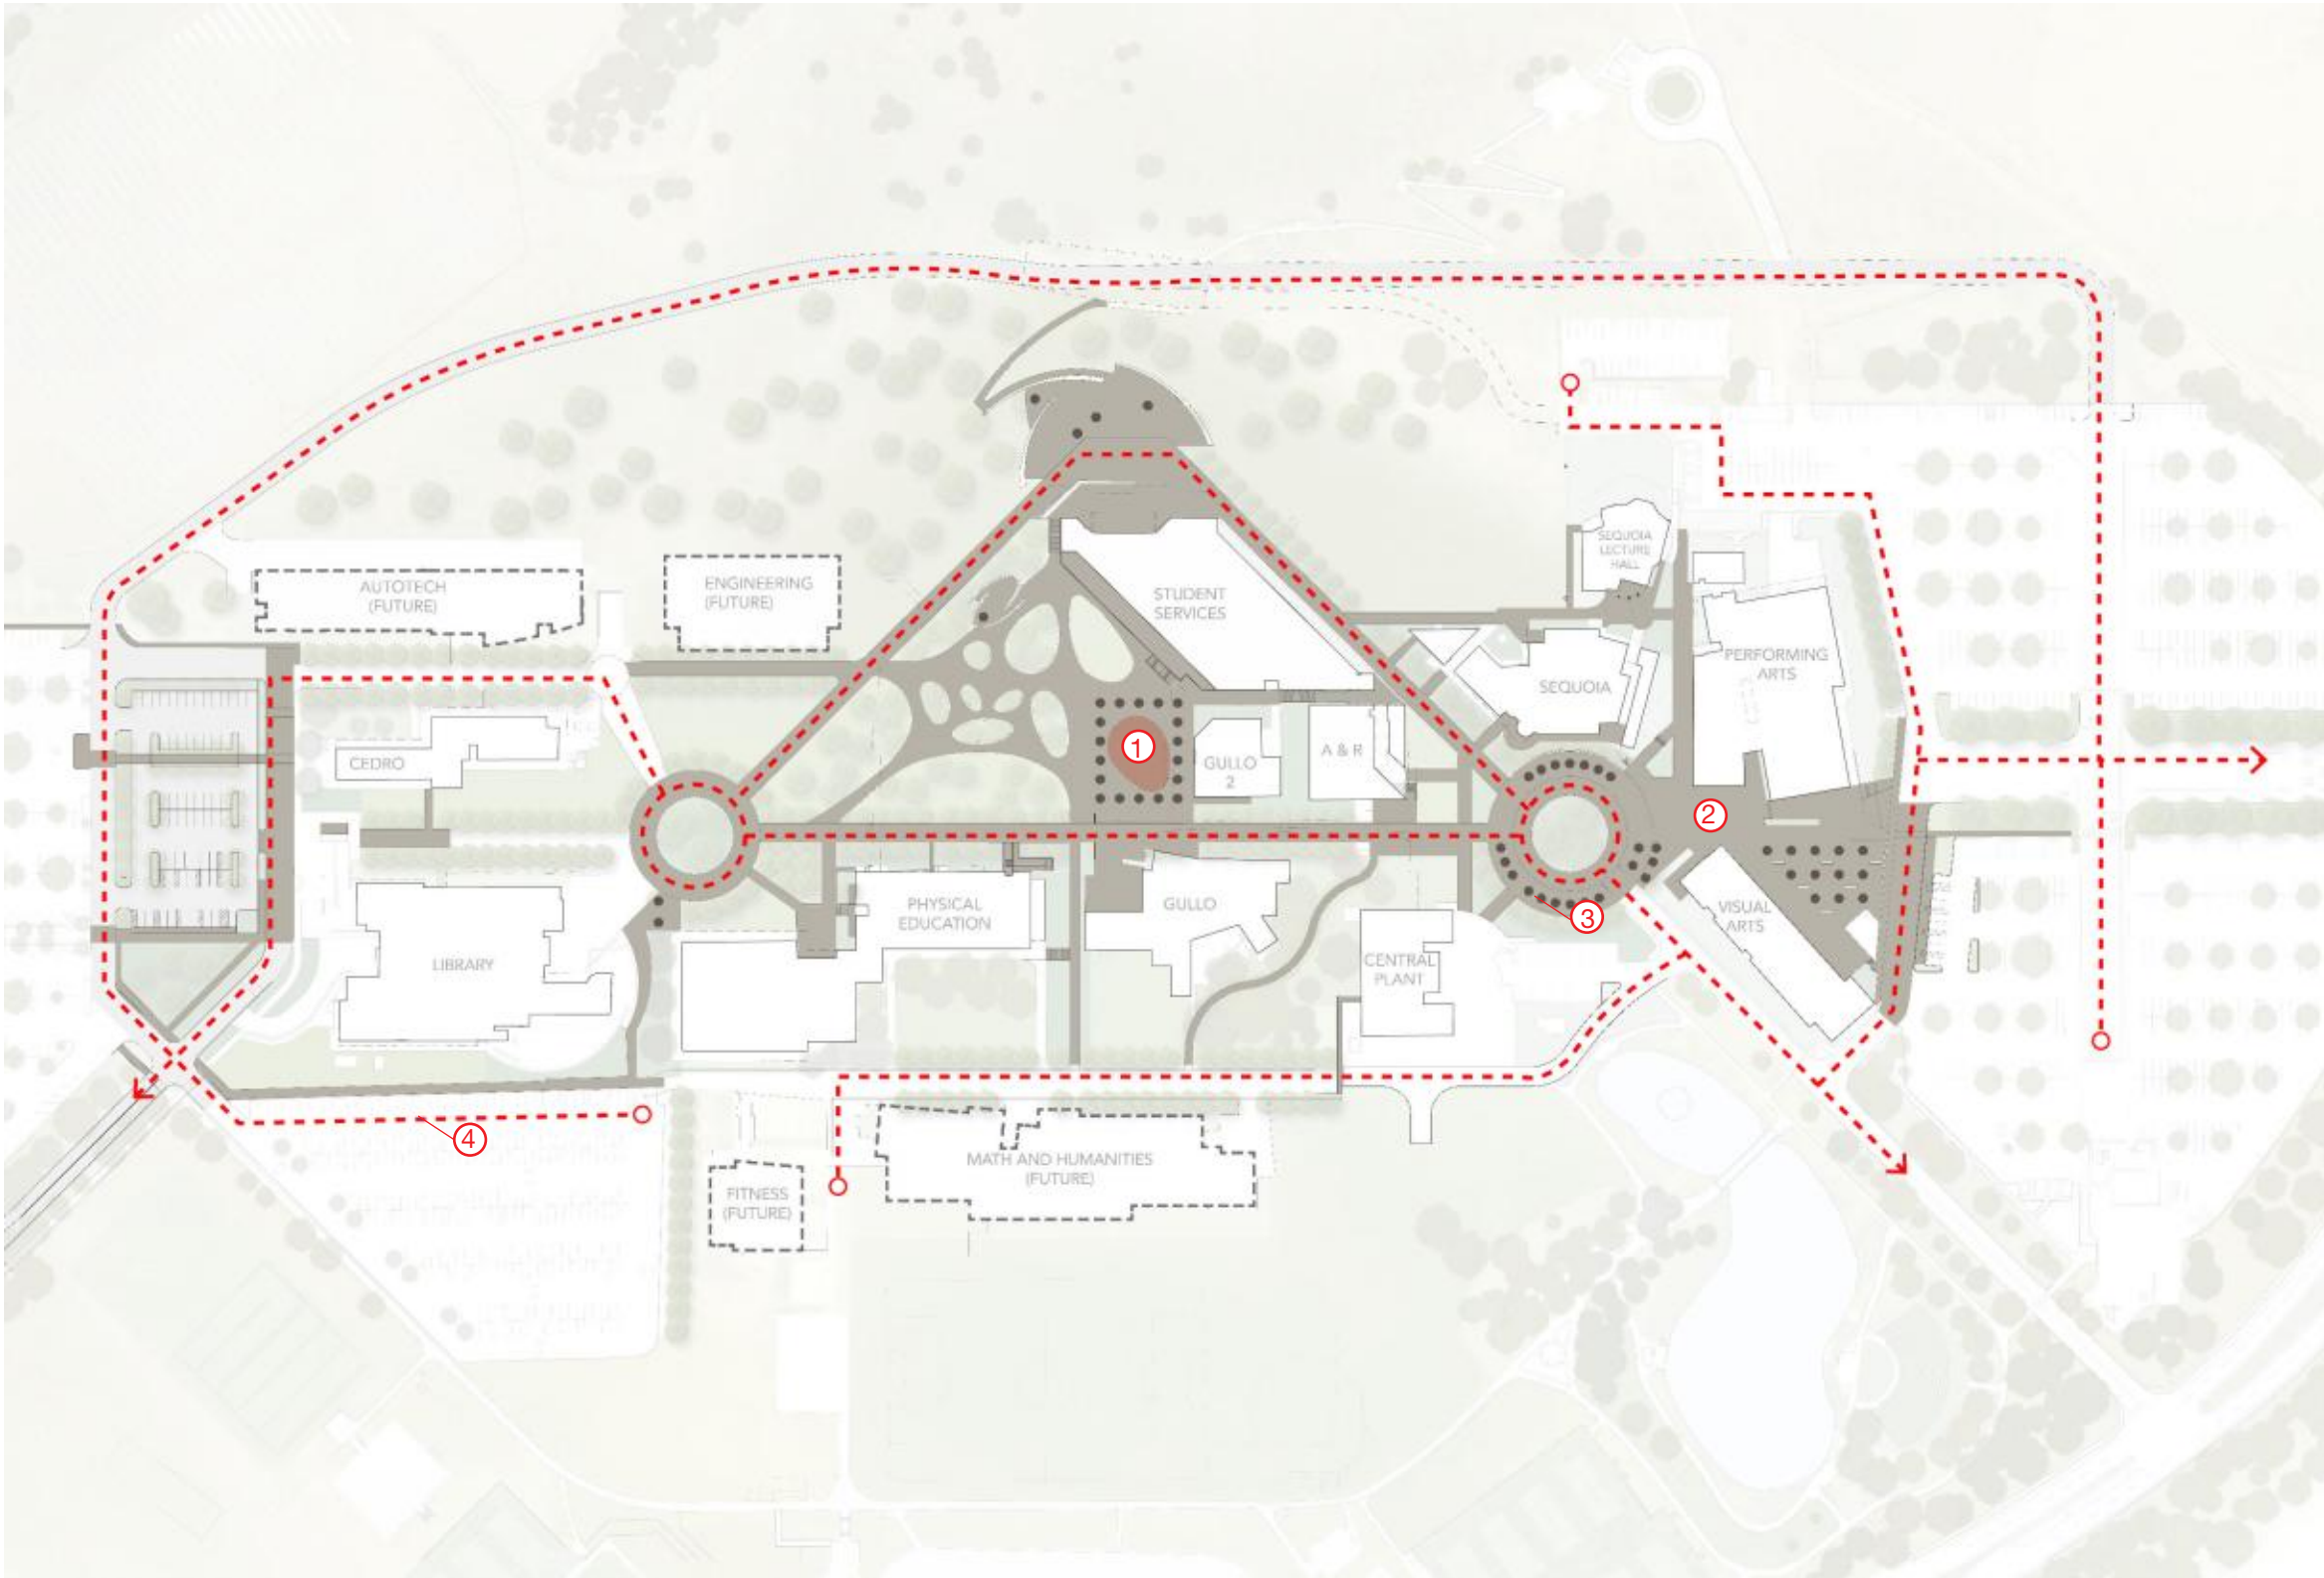 AUTOTECH
(FUTURE)
ENGINEERING
(FUTURE)
STUDENT
SERVICES
SEQUOIA
LECTURE
HALL
PERFORMING
ARTS
SEQUOIA
CEDRO
1
GULLO
2
A & R
2
PHYSICAL
EDUCATION
GULLO
3
VISUAL
ARTS
LIBRARY
CENTRAL
PLANT
4
MATH AND HUMANITIES
(FUTURE)
FITNESS
(FUTURE)